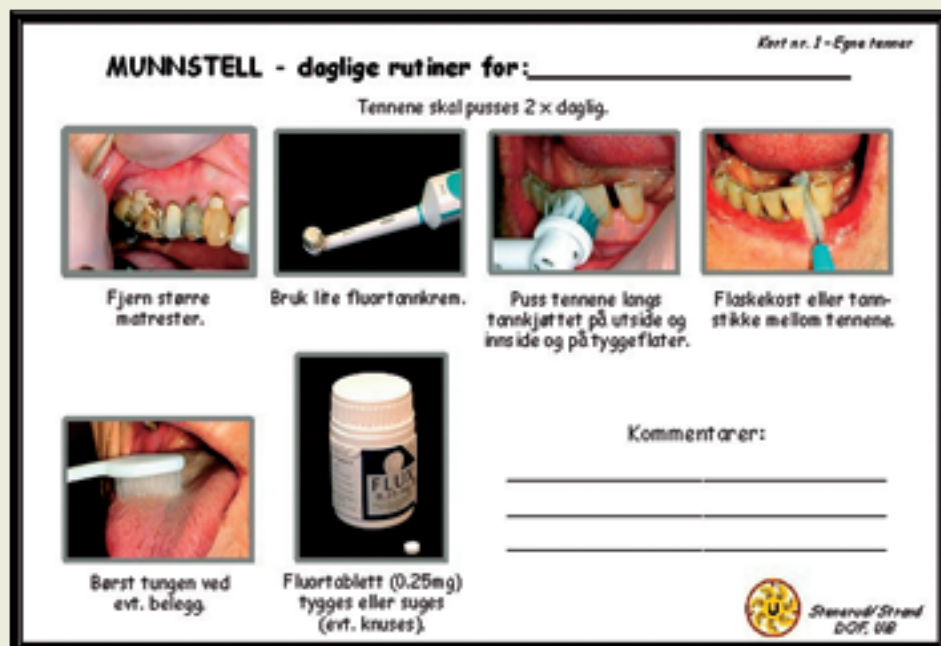 Kort nr. 1 - Egne tenner
MUNNSTELL - daglige rutiner for:
Tennene skal pusses 2 x daglig.
Fjern større
matrester.
Bruk lite fluortannkrem.
Puss tennene langs
tannkjøttet på utside og
innside og på tyggeflater.
Flaskekost eller tann-
stikke mellom tennene.
FLUX
Kommentarer:
Børst tungen ved
evt. belegg.
Fluortablett (0.25mg)
tygges eller suges
(evt. knuses).
U
Stenerud/Strand
DOF, UiB